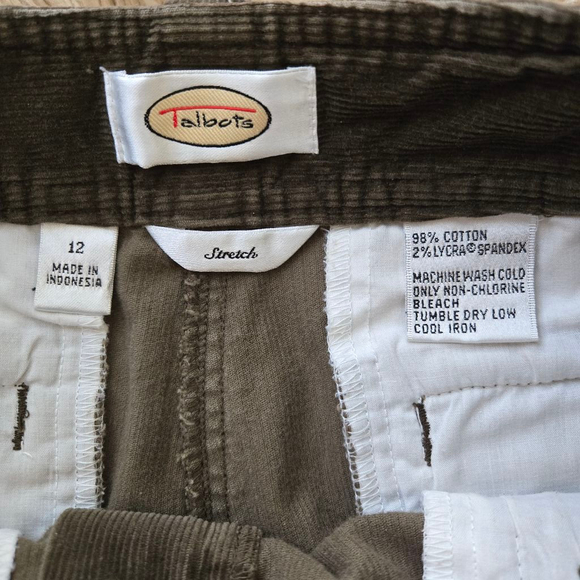 Talbots
12
MADE IN
INDONESIA
Stretch
98% COTTON
2% LYCRA® SPANDEX
MACHINE WASH COLD
ONLY NON-CHLORINE
BLEACH
TUMBLE DRY LOW
COOL IRON